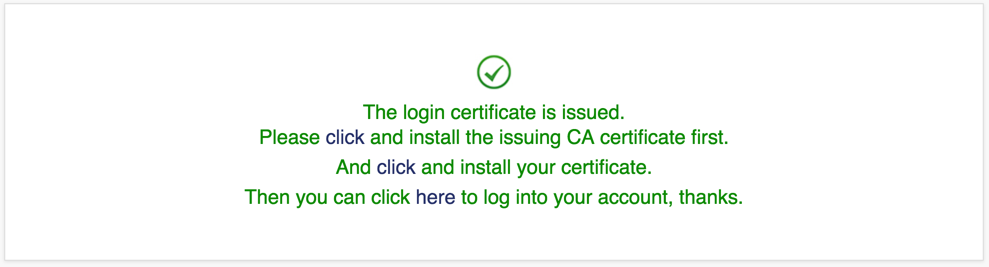 The login certificate is issued.
Please click and install the issuing CA certificate first.
And click and install your certificate.
Then you can click here to log into your account, thanks.